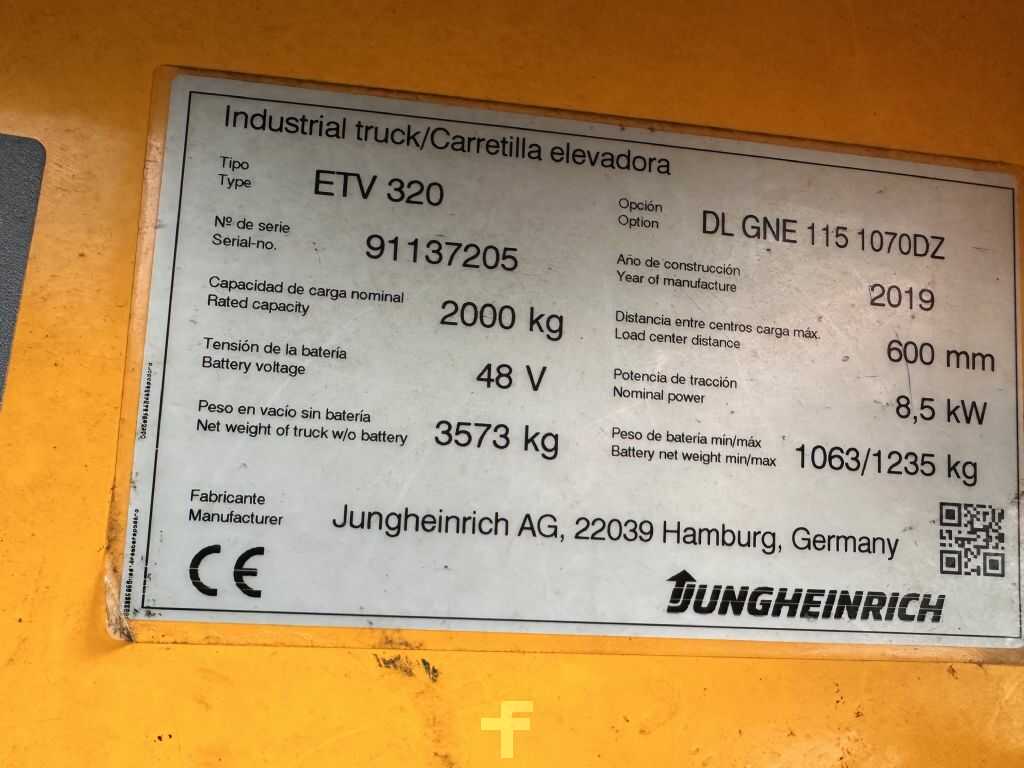 Industrial truck/Carretilla elevadora
Tipo
Type
ETV 320
Opción
Option
DL GNE 115 1070DZ
Nº de serie
Serial-no.
91137205
Año de construcción
Year of manufacture
2019
Capacidad de carga nominal
Rated capacity
2000 kg
Distancia entre centros carga máx.
Load center distance
600 mm
Tensión de la batería
Battery voltage
48 V
Potencia de tracción
Nominal power
8,5 kW
Peso en vacío sin batería
Net weight of truck w/o battery
3573 kg
Peso de batería mín/máx
Battery net weight min/max
1063/1235 kg
Fabricante
Manufacturer
Jungheinrich AG, 22039 Hamburg, Germany
CE
JUNGHEINRICH